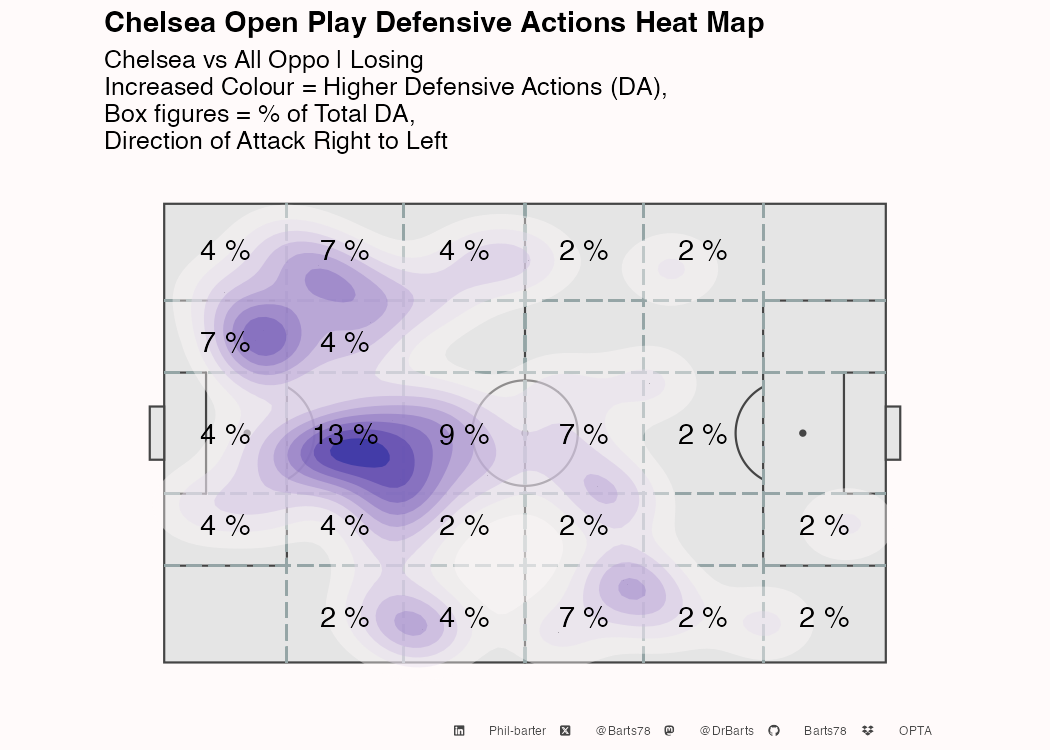 Chelsea Open Play Defensive Actions Heat Map
Chelsea vs All Oppo | Losing
Increased Colour = Higher Defensive Actions (DA),
Box figures = % of Total DA,
Direction of Attack Right to Left
4 % 7 % 4 % 2 % 2 %
7 % 4 %
4 % 13 % 9 % 7 % 2 %
4 % 4 % 2 % 2 % 2 %
2 % 4 % 7 % 2 % 2 %
Phil-barter @Barts78 @DrBarts Barts78 OPTA